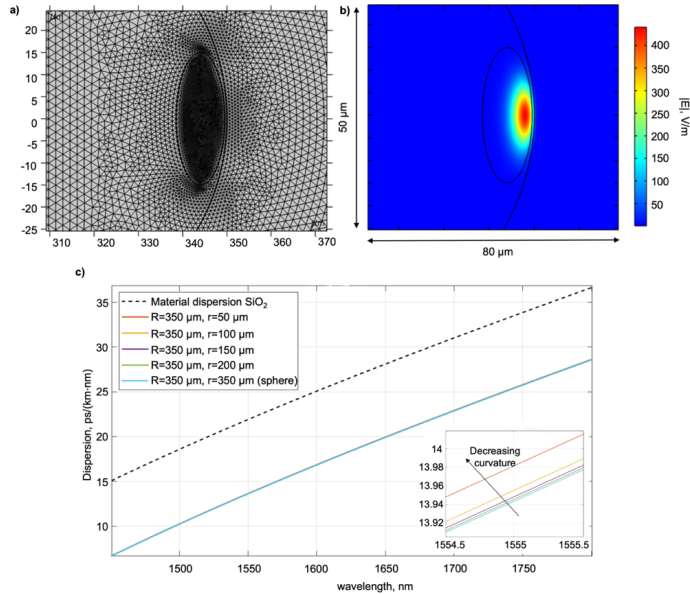 a)
μm
20
15
10
5
0
-5
-10
-15
-20
-25
310
320
330
340
350
360
370
b)
50 μm
80 μm
400
350
300
250
200
150
100
50
|E|, V/m
c)
Dispersion, ps/(km·nm)
35
30
25
20
15
10
Material dispersion SiO₂
R=350 μm, r=50 μm
R=350 μm, r=100 μm
R=350 μm, r=150 μm
R=350 μm, r=200 μm
R=350 μm, r=350 μm (sphere)
Decreasing
curvature
14
13.98
13.96
13.94
13.92
1554.5
1555
1555.5
1500
1550
1600
1650
1700
1750
wavelength, nm